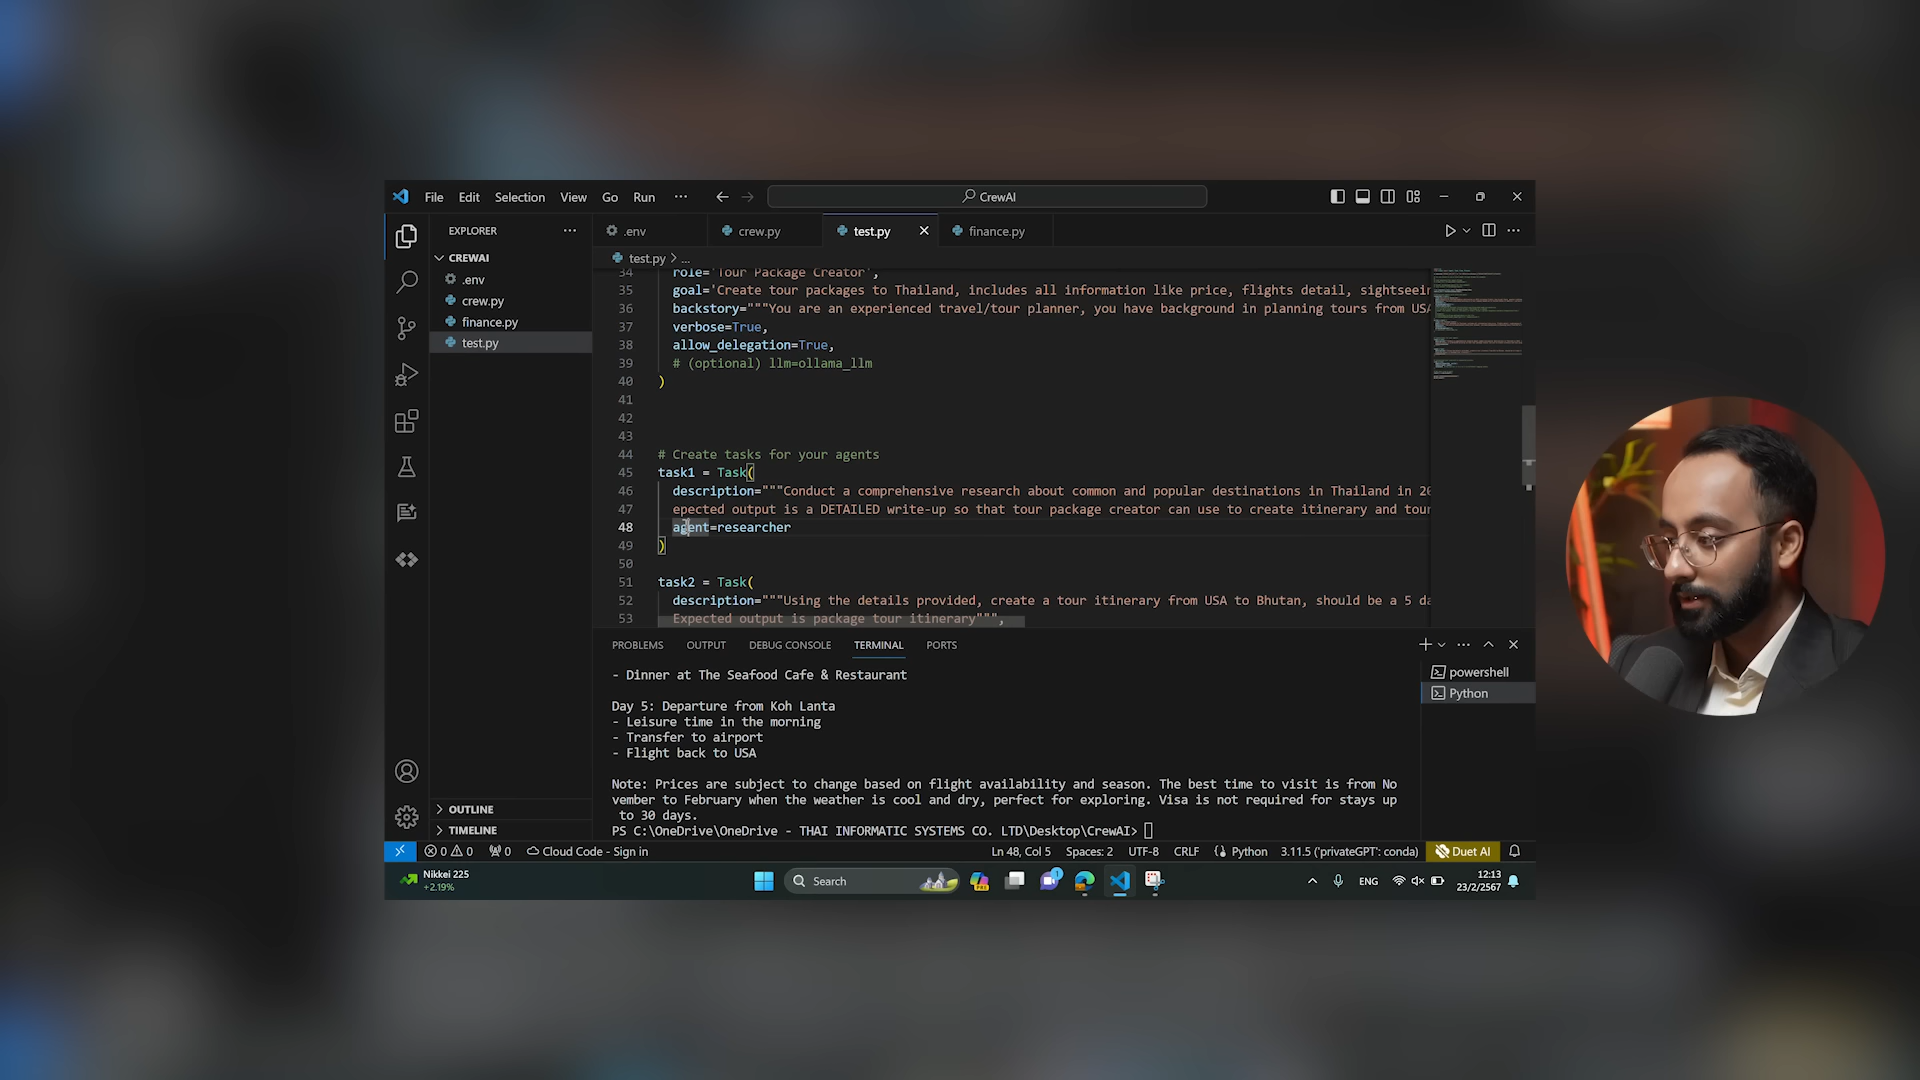 File Edit Selection View Go Run ··· CrewAI
EXPLORER ···
CREWAI
.env
crew.py
finance.py
test.py
OUTLINE
TIMELINE
.env crew.py test.py finance.py
test.py > ...
34 role='Tour Package Creator',
35 goal='Create tour packages to Thailand, includes all information like price, flights detail, sightseein
36 backstory="""You are an experienced travel/tour planner, you have background in planning tours from USA
37 verbose=True,
38 allow_delegation=True,
39 # (optional) llm=ollama_llm
40 )
41
42
43
44 # Create tasks for your agents
45 task1 = Task(
46 description="""Conduct a comprehensive research about common and popular destinations in Thailand in 20
47 epected output is a DETAILED write-up so that tour package creator can use to create itinerary and tour
48 agent=researcher
49 )
50
51 task2 = Task(
52 description="""Using the details provided, create a tour itinerary from USA to Bhutan, should be a 5 da
53 Expected output is package tour itinerary""",
PROBLEMS OUTPUT DEBUG CONSOLE TERMINAL PORTS
- Dinner at The Seafood Cafe & Restaurant
Day 5: Departure from Koh Lanta
- Leisure time in the morning
- Transfer to airport
- Flight back to USA
Note: Prices are subject to change based on flight availability and season. The best time to visit is from No
vember to February when the weather is cool and dry, perfect for exploring. Visa is not required for stays up
to 30 days.
PS C:\OneDrive\OneDrive - THAI INFORMATIC SYSTEMS CO. LTD\Desktop\CrewAI>
powershell
Python
0 0 0 Cloud Code - Sign in Ln 48, Col 5 Spaces: 2 UTF-8 CRLF Python 3.11.5 ('privateGPT': conda) Duet AI
Nikkei 225
+2.19%
Search
1
ENG
12:13
23/2/2567